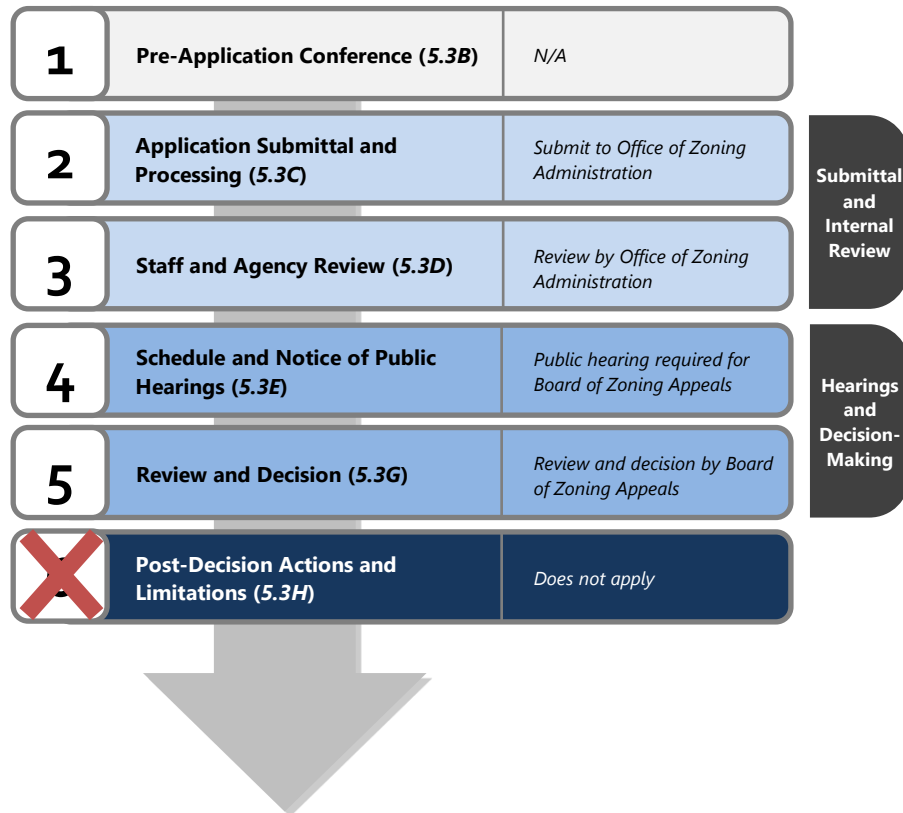 1
Pre-Application Conference (5.3B)
N/A
2
Application Submittal and
Processing (5.3C)
Submit to Office of Zoning
Administration
3
Staff and Agency Review (5.3D)
Review by Office of Zoning
Administration
Submittal
and
Internal
Review
4
Schedule and Notice of Public
Hearings (5.3E)
Public hearing required for
Board of Zoning Appeals
5
Review and Decision (5.3G)
Review and decision by Board
of Zoning Appeals
Hearings
and
Decision-
Making
Post-Decision Actions and
Limitations (5.3H)
Does not apply